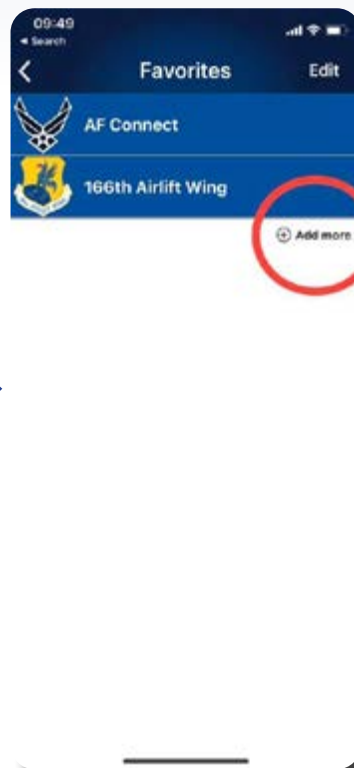 09:49
Search
Favorites
Edit
AF Connect
166th Airlift Wing
Add more